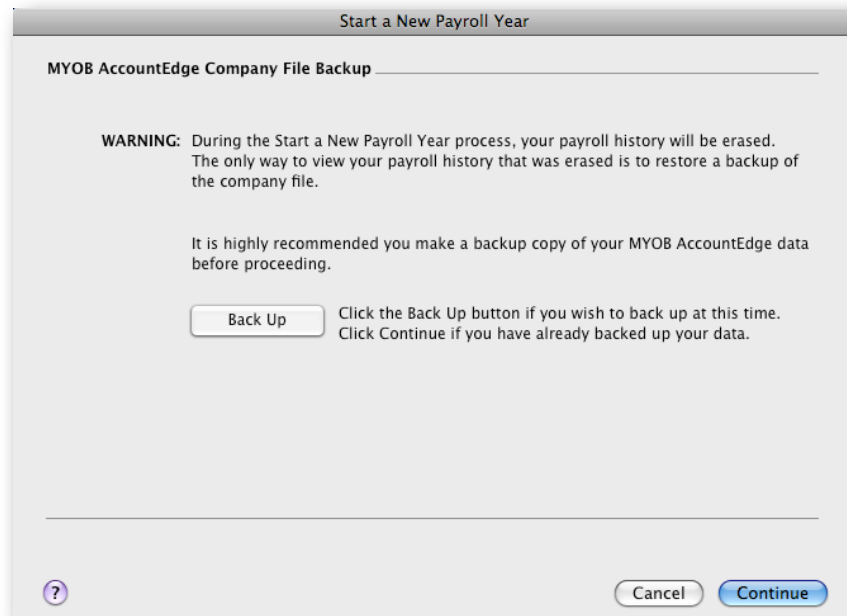 Start a New Payroll Year
MYOB AccountEdge Company File Backup
WARNING: During the Start a New Payroll Year process, your payroll history will be erased.
The only way to view your payroll history that was erased is to restore a backup of
the company file.
It is highly recommended you make a backup copy of your MYOB AccountEdge data
before proceeding.
Back Up
Click the Back Up button if you wish to back up at this time.
Click Continue if you have already backed up your data.
?
Cancel
Continue